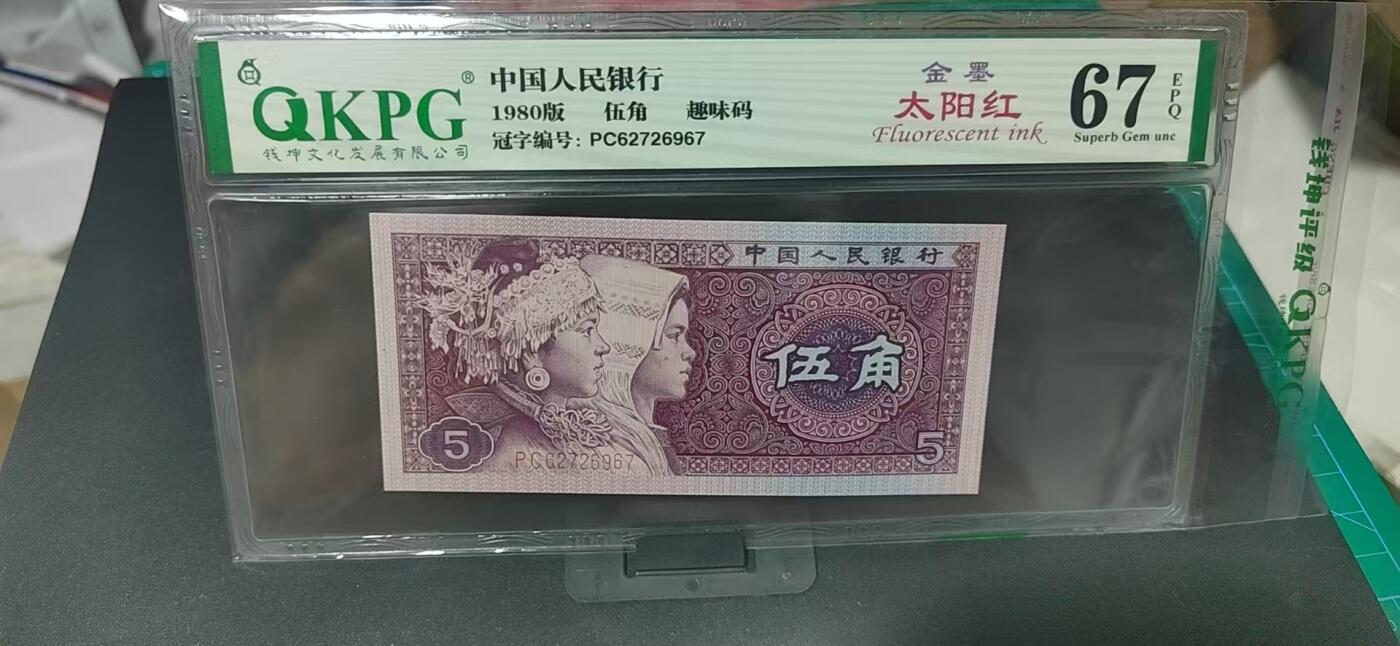 QKPG®
钱坤文化发展有限公司
中国人民银行
1980版 伍角 趣味码
冠字编号：PC62726967
金墨
太阳红
Fluorescent ink
67
EPQ
Superb Gem unc
中国人民银行
伍角
5
PC62726967
5
钱坤评级 QKPG